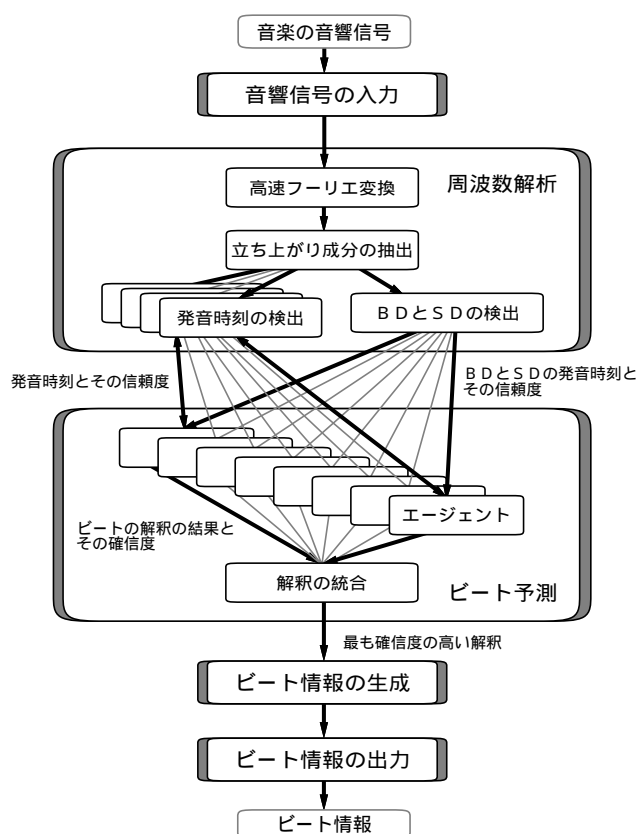 音楽の音響信号
音響信号の入力
高速フーリエ変換
周波数解析
立ち上がり成分の抽出
発音時刻の検出
ＢＤとＳＤの検出
発音時刻とその信頼度
ＢＤとＳＤの発音時刻と
その信頼度
エージェント
ビートの解釈の結果と
その確信度
解釈の統合
ビート予測
最も確信度の高い解釈
ビート情報の生成
ビート情報の出力
ビート情報